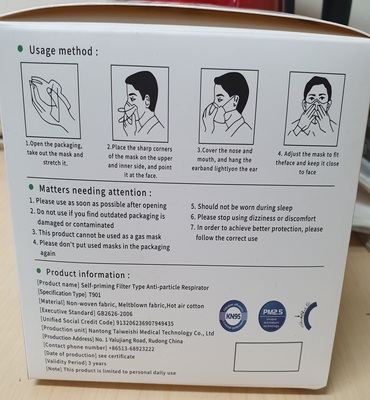 Usage method :
1.Open the packaging,
take out the mask and
stretch it.
2.Place the sharp corners
of the mask on the upper
and inner side, and point
it at the face.
3.Cover the nose and
mouth, and hang the
earband lightlyon the ear
4. Adjust the mask to fit
theface and keep it close
to face
Matters needing attention :
1. Please use as soon as possible after opening
2. Do not use if you find outdated packaging is
damaged or contaminated
3. This product cannot be used as a gas mask
4. Please don't put used masks in the packaging
again
5. Should not be worn during sleep
6. Please stop using dizziness or discomfort
7. In order to achieve better protection, please
follow the correct use
Product information :
[Product name] Self-priming Filter Type Anti-particle Respirator
[Specification Type] T901
[Material] Non-woven fabric, Meltblown fabric,Hot air cotton
[Executive Standard] GB2626-2006
[Unified Social Credit Code] 913206236907949435
[Production unit] Nantong Taiweishi Medical Technology Co., Ltd
[Production Address] No. 1 Yalujiang Road, Rudong China
[Contact phone number] +86513-68923222
[Date of production] see certificate
[Validity Period] 3 years
[Note] This product is limited to personal daily use
KN95
PM2.5